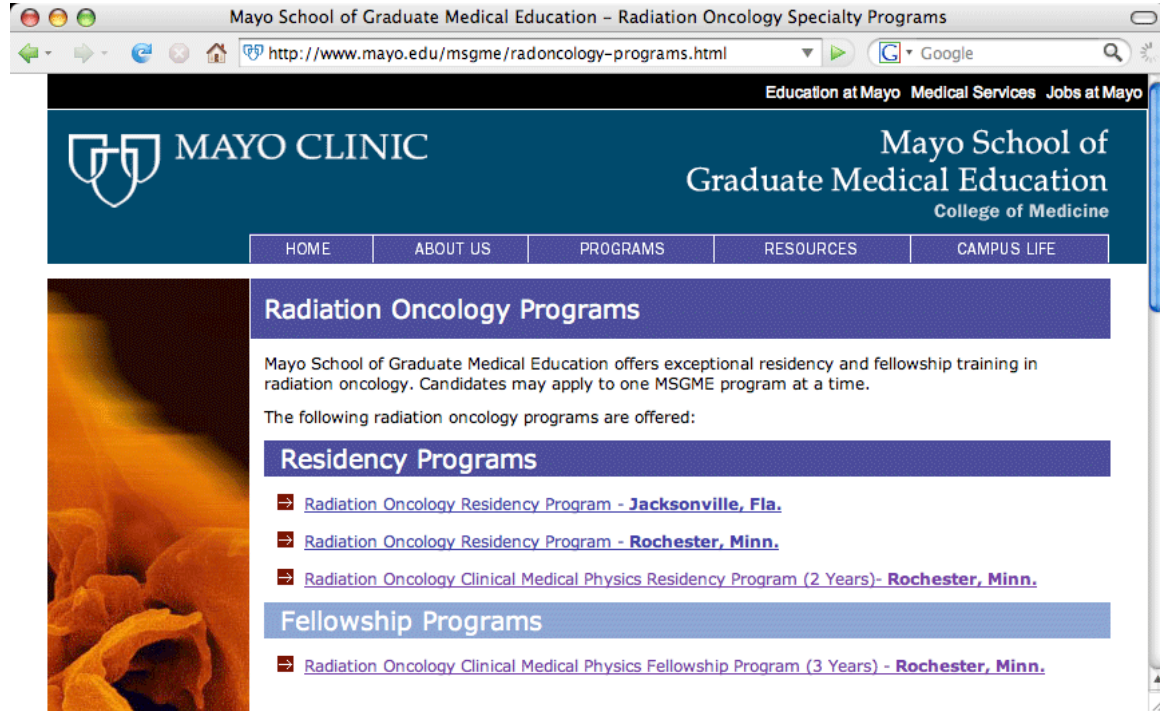 Mayo School of Graduate Medical Education – Radiation Oncology Specialty Programs
http://www.mayo.edu/msgme/radoncology-programs.html
G
Google
Education at Mayo Medical Services Jobs at Mayo
MAYO CLINIC
Mayo School of
Graduate Medical Education
College of Medicine
HOME ABOUT US PROGRAMS RESOURCES CAMPUS LIFE
Radiation Oncology Programs
Mayo School of Graduate Medical Education offers exceptional residency and fellowship training in
radiation oncology. Candidates may apply to one MSGME program at a time.
The following radiation oncology programs are offered:
Residency Programs
Radiation Oncology Residency Program - Jacksonville, Fla.
Radiation Oncology Residency Program - Rochester, Minn.
Radiation Oncology Clinical Medical Physics Residency Program (2 Years)- Rochester, Minn.
Fellowship Programs
Radiation Oncology Clinical Medical Physics Fellowship Program (3 Years) - Rochester, Minn.